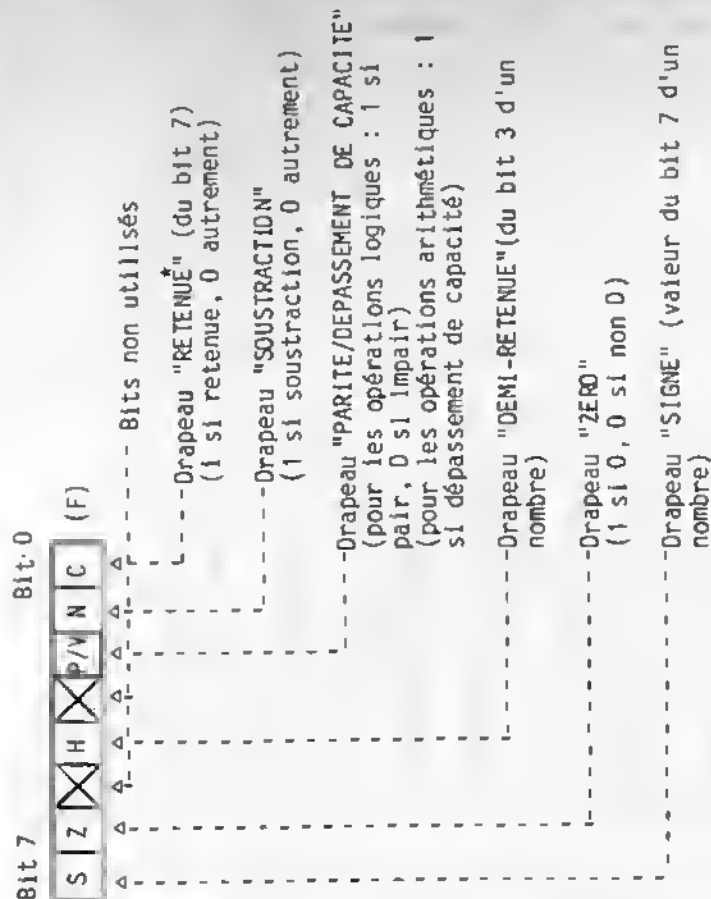 Bit 7 Bit 0
S Z X H X P/V N C (F)
Bits non utilisés
Drapeau "RETENUE*" (du bit 7)
(1 si retenue, 0 autrement)
Drapeau "SOUSTRACTION"
(1 si soustraction, 0 autrement)
Drapeau "PARITE/DEPASSEMENT DE CAPACITE"
(pour les opérations logiques : 1 si
pair, 0 si impair)
(pour les opérations arithmétiques : 1
si dépassement de capacité)
Drapeau "DEMI-RETENUE"(du bit 3 d'un
nombre)
Drapeau "ZERO"
(1 si 0, 0 si non 0)
Drapeau "SIGNE" (valeur du bit 7 d'un
nombre)